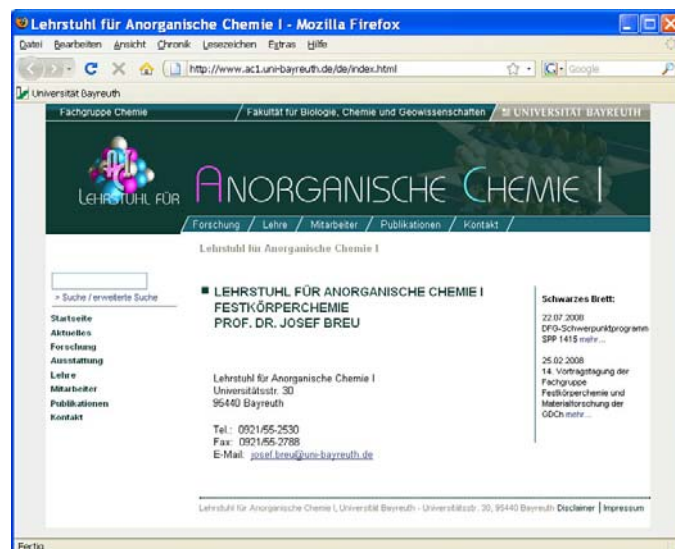 Lehrstuhl für Anorganische Chemie I - Mozilla Firefox
Datei Bearbeiten Ansicht Chronik Lesezeichen Extras Hilfe
http://www.ac1.uni-bayreuth.de/de/index.html
Google
Universität Bayreuth
Fachgruppe Chemie / Fakultät für Biologie, Chemie und Geowissenschaften / UNIVERSITÄT BAYREUTH
LEHRSTUHL FÜR ANORGANISCHE CHEMIE I
Forschung / Lehre / Mitarbeiter / Publikationen / Kontakt /
Lehrstuhl für Anorganische Chemie I
> Suche / erweiterte Suche
Startseite
Aktuelles
Forschung
Ausstattung
Lehre
Mitarbeiter
Publikationen
Kontakt
LEHRSTUHL FÜR ANORGANISCHE CHEMIE I
FESTKÖRPERCHEMIE
PROF. DR. JOSEF BREU
Lehrstuhl für Anorganische Chemie I
Universitätsstr. 30
95440 Bayreuth
Tel.: 0921/55-2530
Fax: 0921/55-2788
E-Mail: josef.breu@uni-bayreuth.de
Schwarzes Brett:
22.07.2008
DFG-Schwerpunktprogramm
SPP 1415 mehr...
25.02.2008
14. Vortragstagung der
Fachgruppe
Festkörperchemie und
Materialforschung der
GDCh mehr...
Lehrstuhl für Anorganische Chemie I, Universität Bayreuth - Universitätsstr. 30, 95440 Bayreuth Disclaimer | Impressum
Fertig